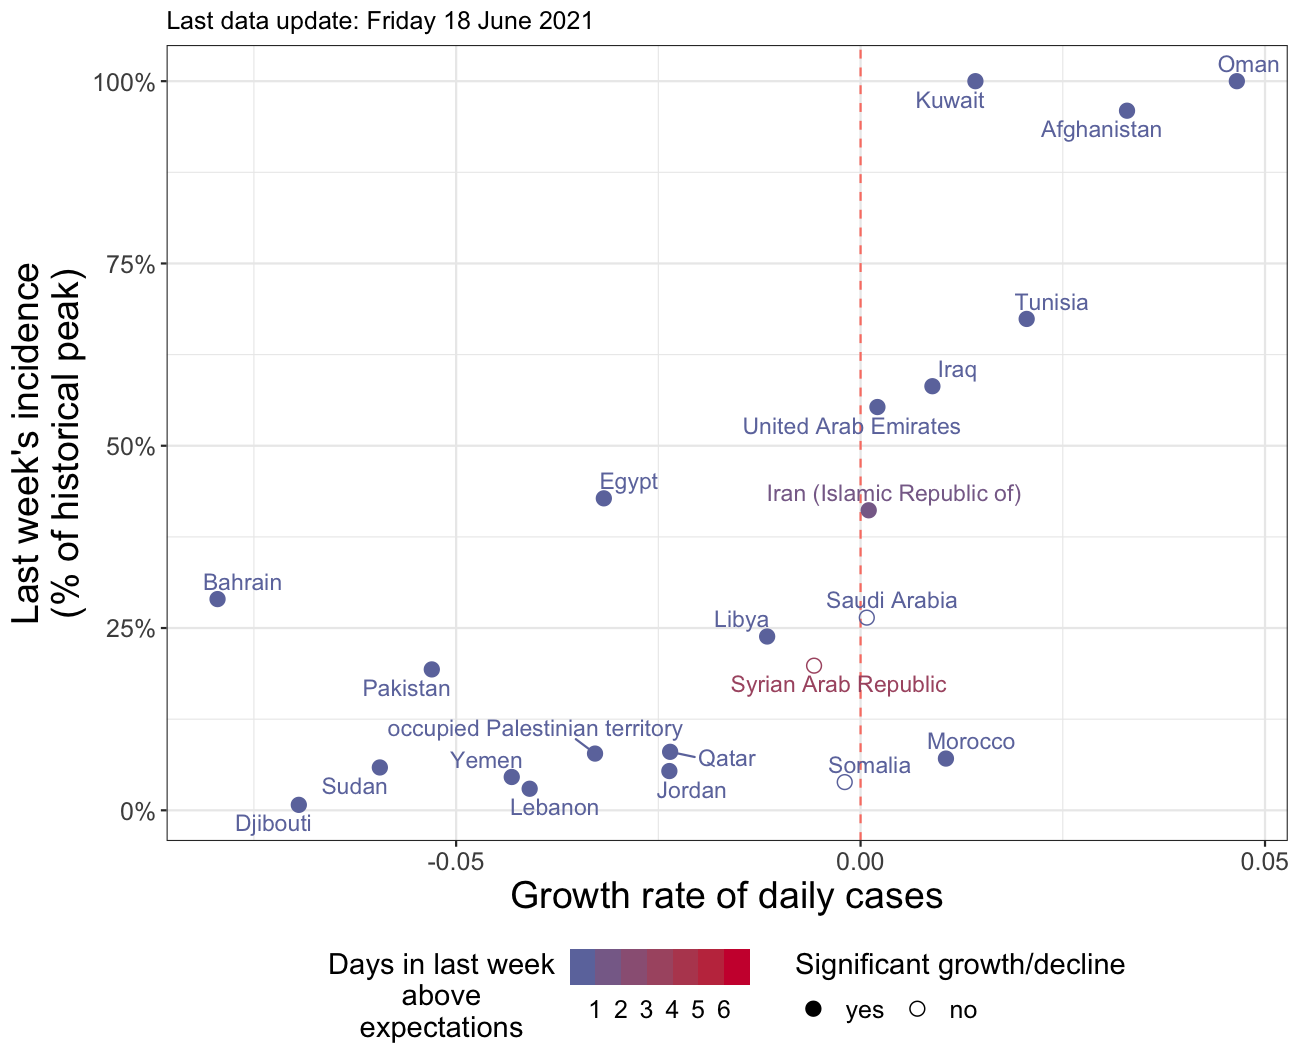 Last data update: Friday 18 June 2021
Last week's incidence
(% of historical peak)
100%
75%
50%
25%
0%
Oman
Kuwait
Afghanistan
Tunisia
Iraq
United Arab Emirates
Egypt
Iran (Islamic Republic of)
Bahrain
Saudi Arabia
Libya
Syrian Arab Republic
Pakistan
occupied Palestinian territory
Morocco
Yemen
Qatar
Somalia
Sudan
Jordan
Lebanon
Djibouti
-0.05 0.00 0.05
Growth rate of daily cases
Days in last week
above
expectations
1 2 3 4 5 6
Significant growth/decline
yes no